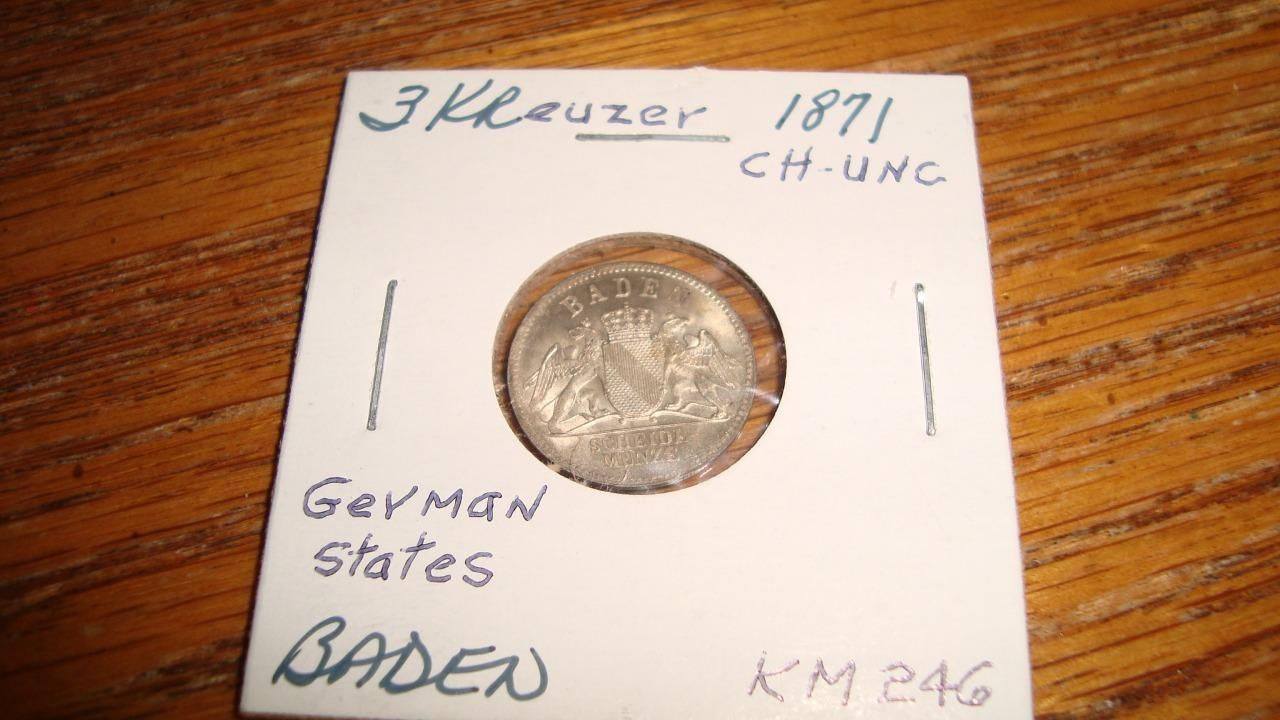 3 KReuzer 1871
CH-UNC
BADEN
SCHEIDE
MÜNZE
GerMAN
States
BADEN
KM 246